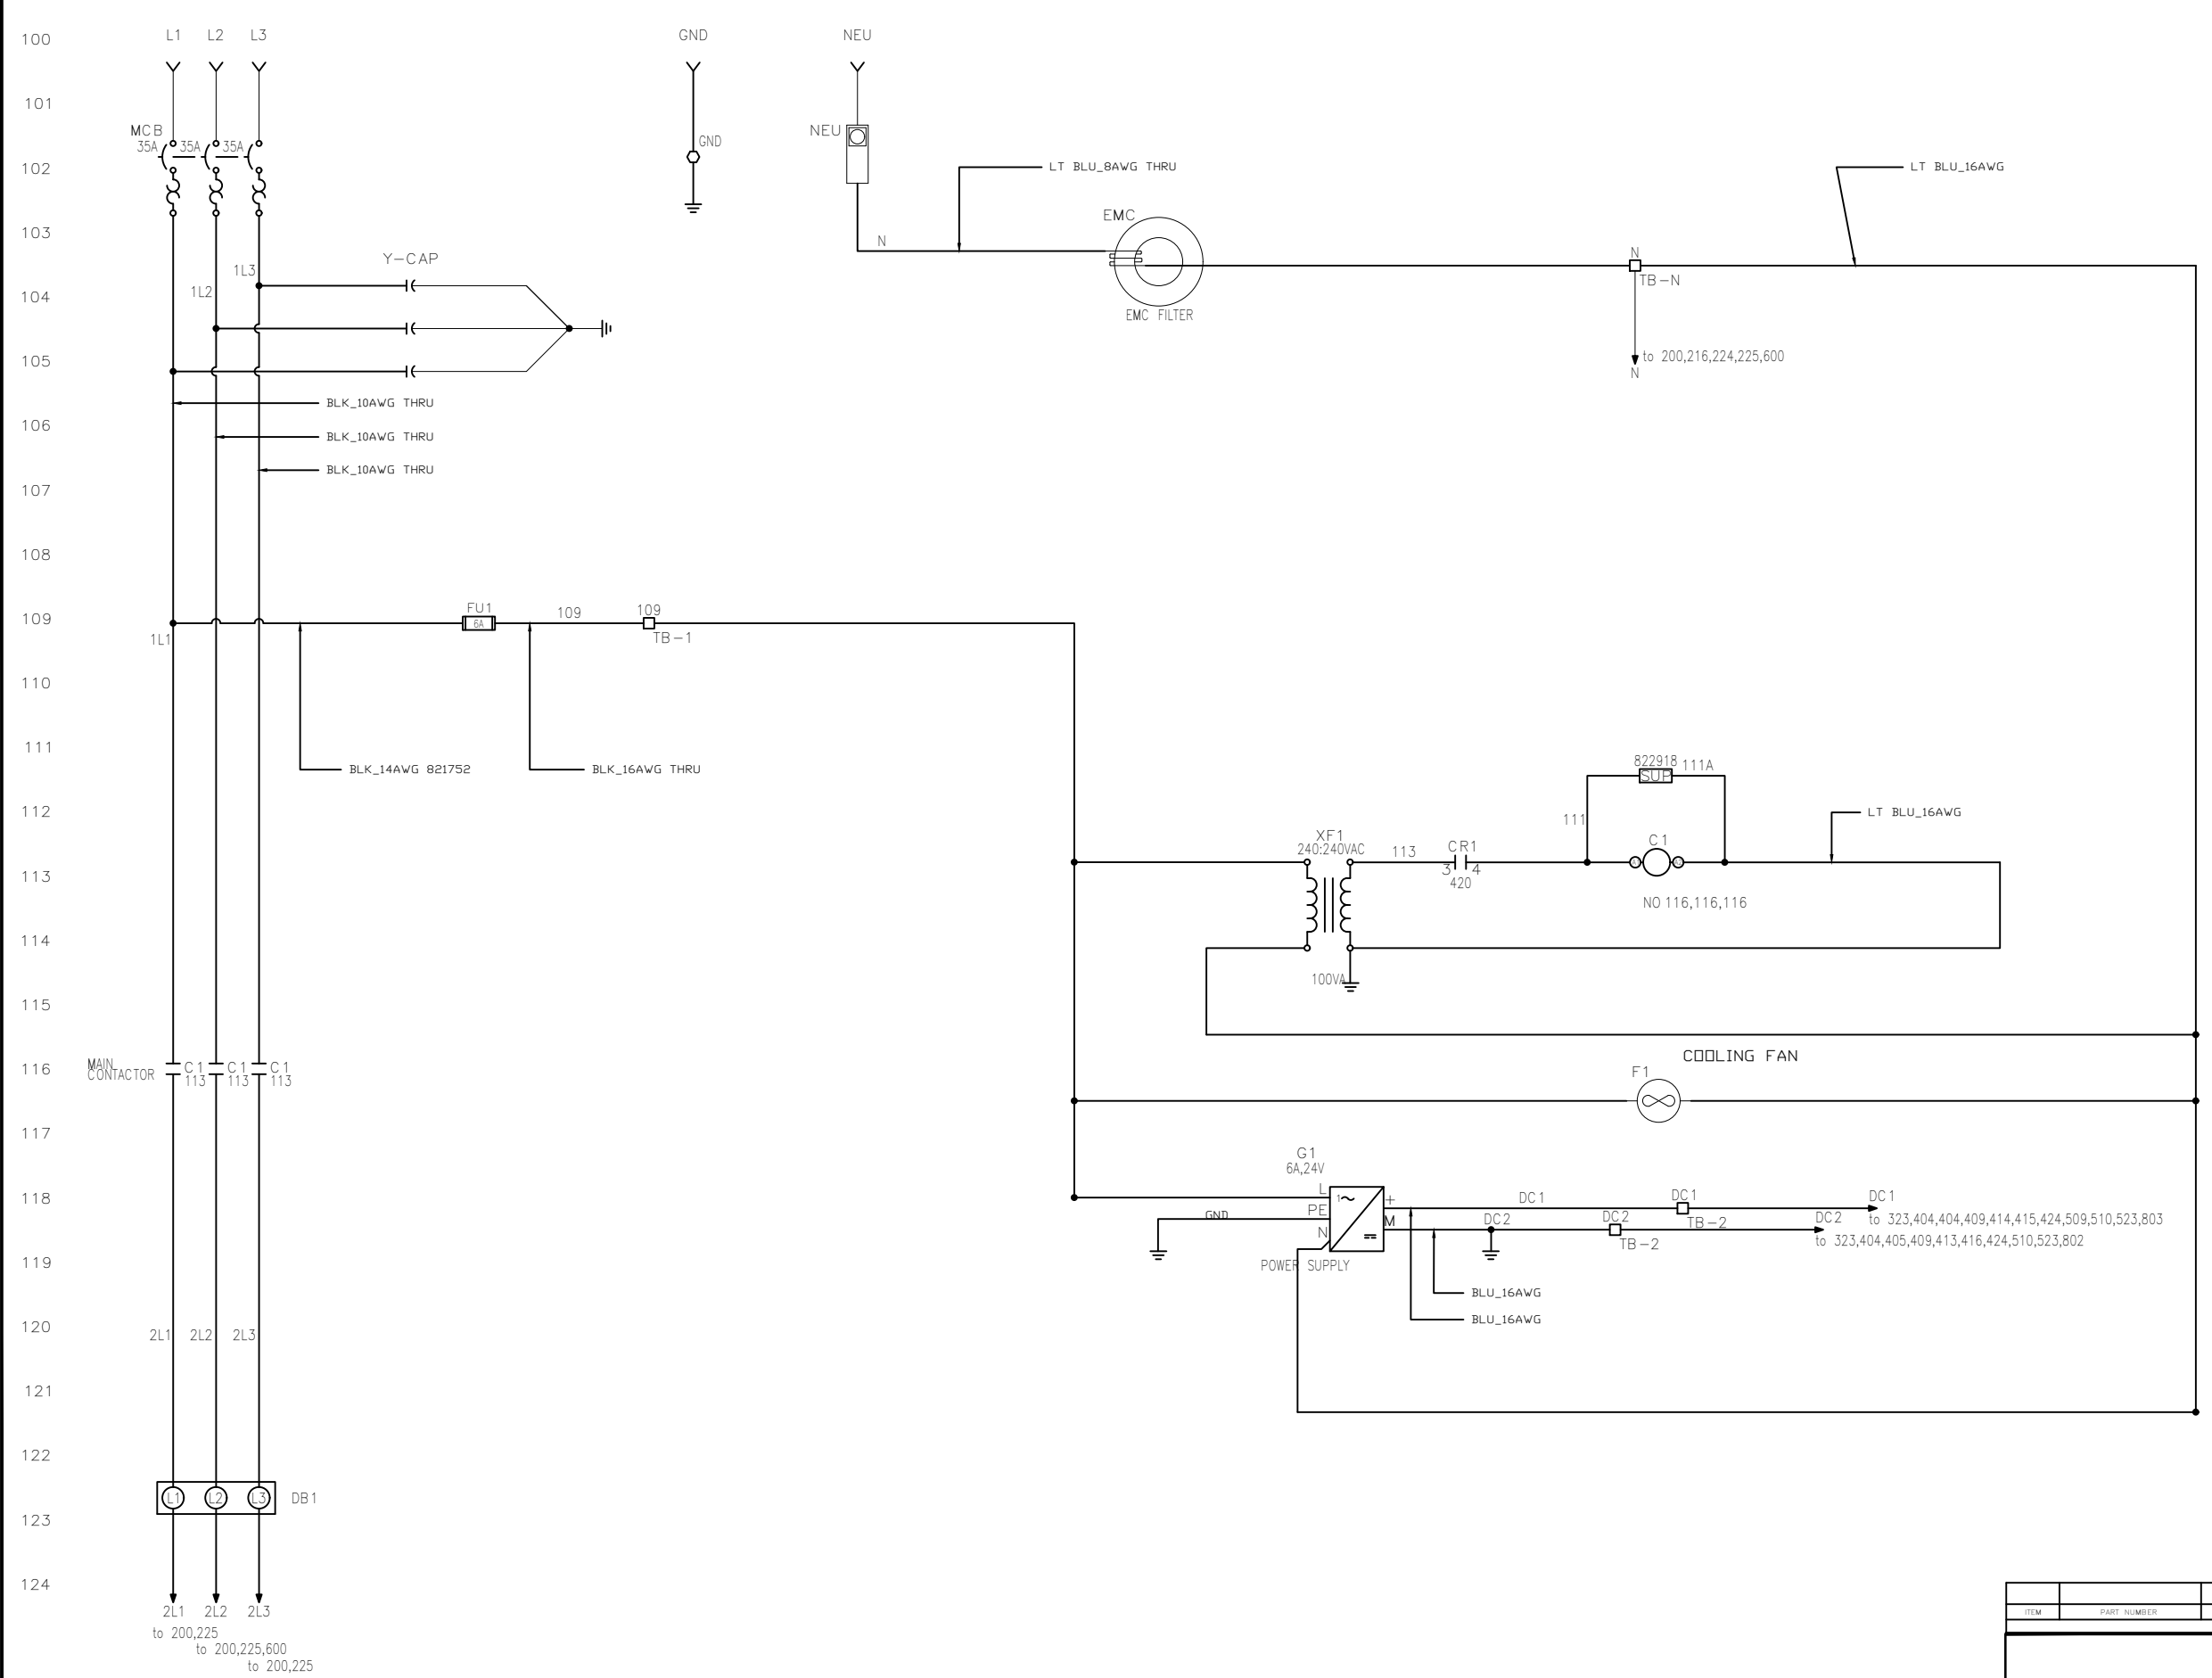 100
L1 L2 L3 GND NEU
101
MCB
35A 35A 35A
GND
NEU
102
LT BLU_8AWG THRU
LT BLU_16AWG
103
EMC
N
N
Y-CAP
1L3
TB-N
104
1L2
EMC FILTER
105
to 200,216,224,225,600
N
BLK_10AWG THRU
106
BLK_10AWG THRU
BLK_10AWG THRU
107
108
109
FU1
6A
109
109
TB-1
1L1
110
111
BLK_14AWG 821752
BLK_16AWG THRU
822918
111A
SUP
112
111
LT BLU_16AWG
XF1
240:240VAC
113
CR1
C1
113
3 4
420
NO 116,116,116
114
100VA
115
COOLING FAN
116
MAIN
CONTACTOR
C1 C1 C1
113 113 113
F1
117
G1
6A,24V
118
L
1~
+
DC1
DC1
DC1
GND
PE
M
DC2
DC2
TB-2
DC2
to 323,404,404,409,414,415,424,509,510,523,803
N
TB-2
to 323,404,405,409,413,416,424,510,523,802
119
POWER SUPPLY
BLU_16AWG
120
BLU_16AWG
2L1 2L2 2L3
121
122
L1 L2 L3 DB1
123
124
2L1 2L2 2L3
to 200,225
to 200,225,600
to 200,225
ITEM PART NUMBER